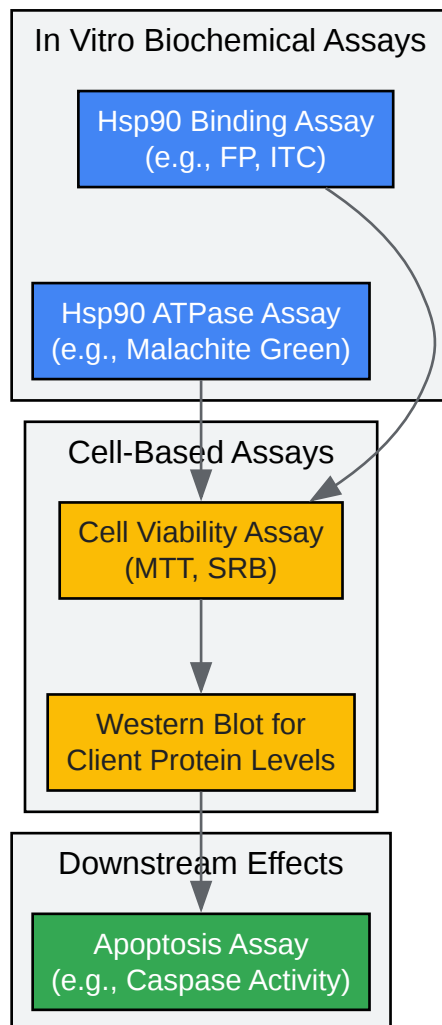 In Vitro Biochemical Assays
Hsp90 Binding Assay
(e.g., FP, ITC)
Hsp90 ATPase Assay
(e.g., Malachite Green)
Cell-Based Assays
Cell Viability Assay
(MTT, SRB)
Western Blot for
Client Protein Levels
Downstream Effects
Apoptosis Assay
(e.g., Caspase Activity)